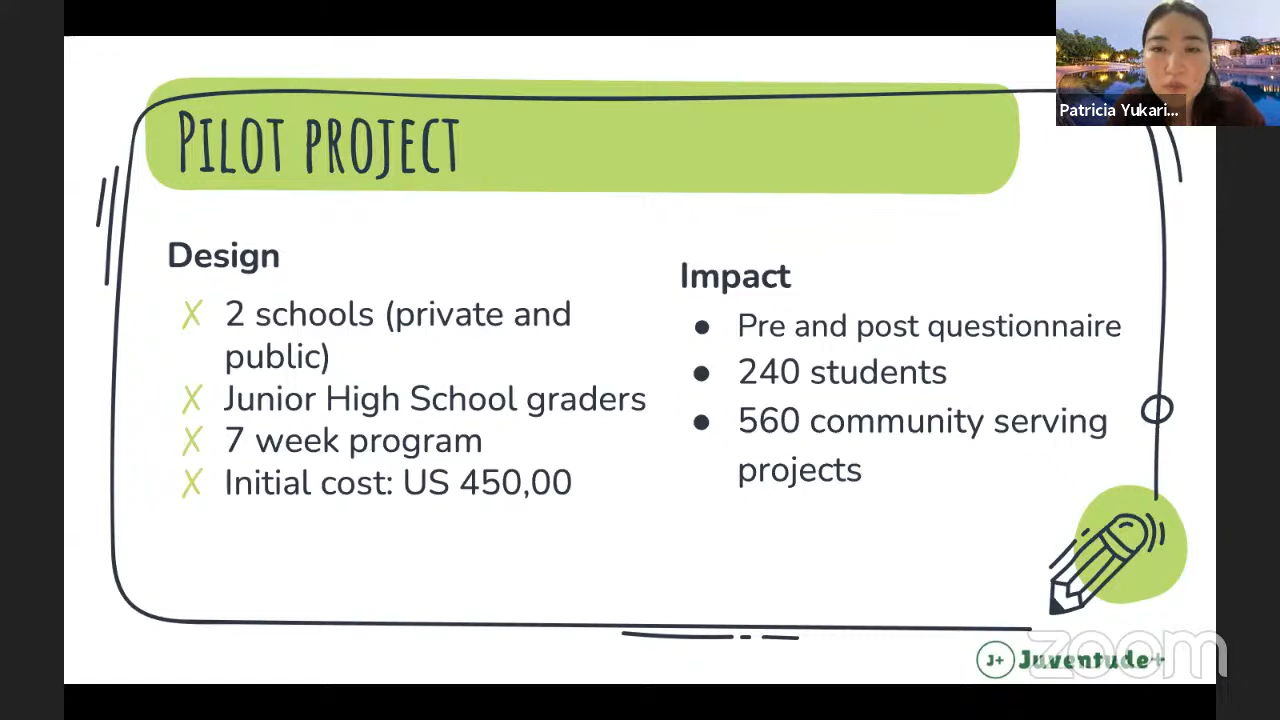 Patricia Yukari...
PILOT PROJECT
Design
X 2 schools (private and
public)
X Junior High School graders
X 7 week program
X Initial cost: US 450,00
Impact
● Pre and post questionnaire
● 240 students
● 560 community serving
projects
J+ Juventude+
zoom